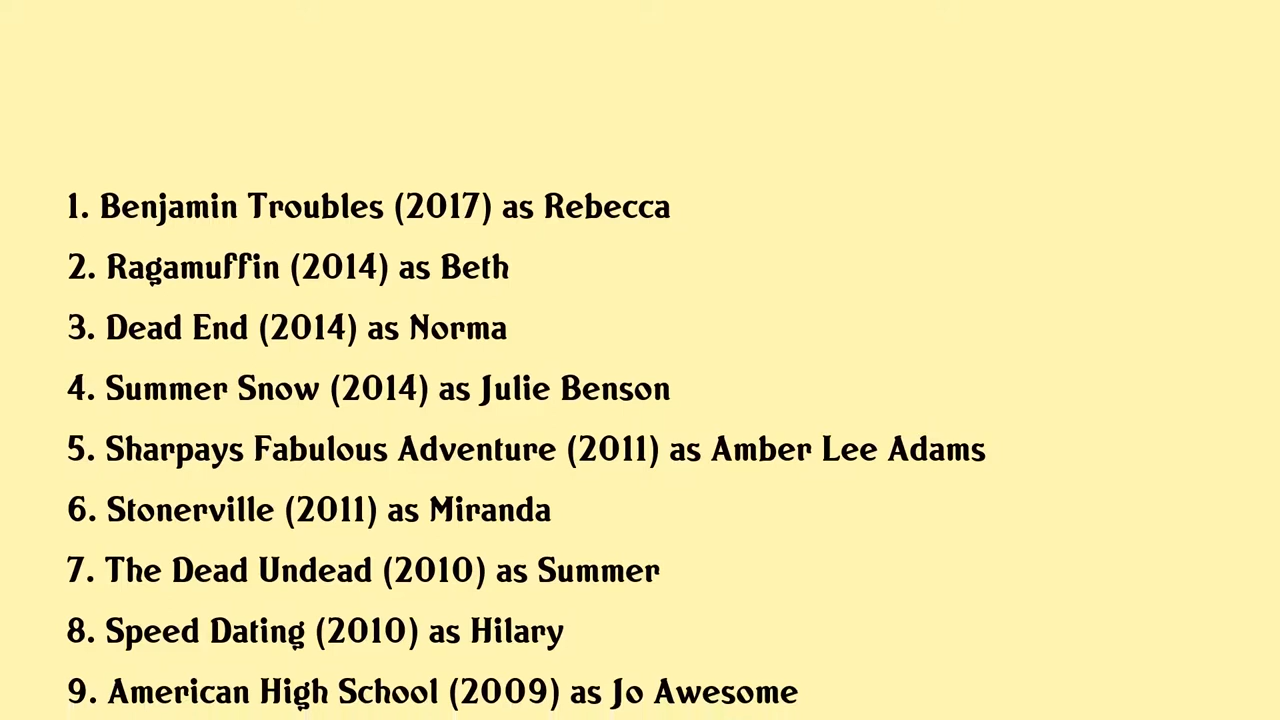 1. Benjamin Troubles (2017) as Rebecca
2. Ragamuffin (2014) as Beth
3. Dead End (2014) as Norma
4. Summer Snow (2014) as Julie Benson
5. Sharpays Fabulous Adventure (2011) as Amber Lee Adams
6. Stonerville (2011) as Miranda
7. The Dead Undead (2010) as Summer
8. Speed Dating (2010) as Hilary
9. American High School (2009) as Jo Awesome